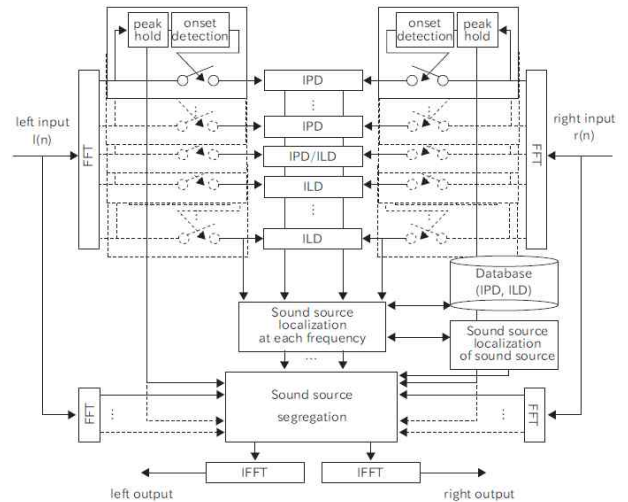 peak
hold
onset
detection
onset
detection
peak
hold
IPD
left input
l(n)
right input
r(n)
FFT
FFT
IPD
IPD/ILD
ILD
ILD
Database
(IPD, ILD)
Sound source
localization
at each frequency
Sound source
localization
of sound source
Sound source
segregation
FFT
FFT
IFFT
IFFT
left output
right output